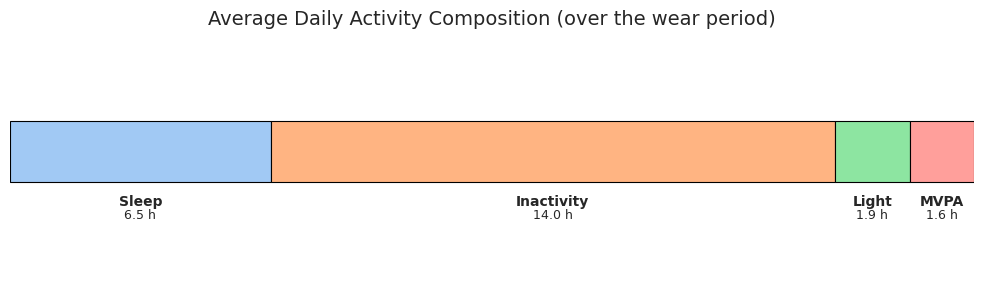 Average Daily Activity Composition (over the wear period)
Sleep
6.5 h
Inactivity
14.0 h
Light
1.9 h
MVPA
1.6 h